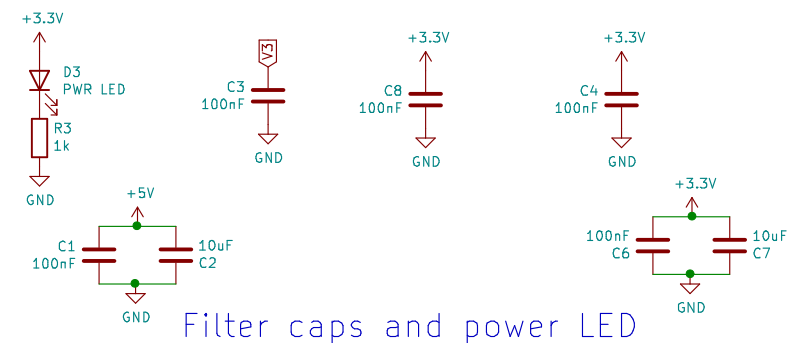 +3.3V
D3
PWR LED
R3
1k
GND
V3
C3
100nF
GND
+3.3V
C8
100nF
GND
+3.3V
C4
100nF
GND
+5V
C1
100nF
10uF
C2
GND
+3.3V
100nF
C6
10uF
C7
GND
Filter caps and power LED